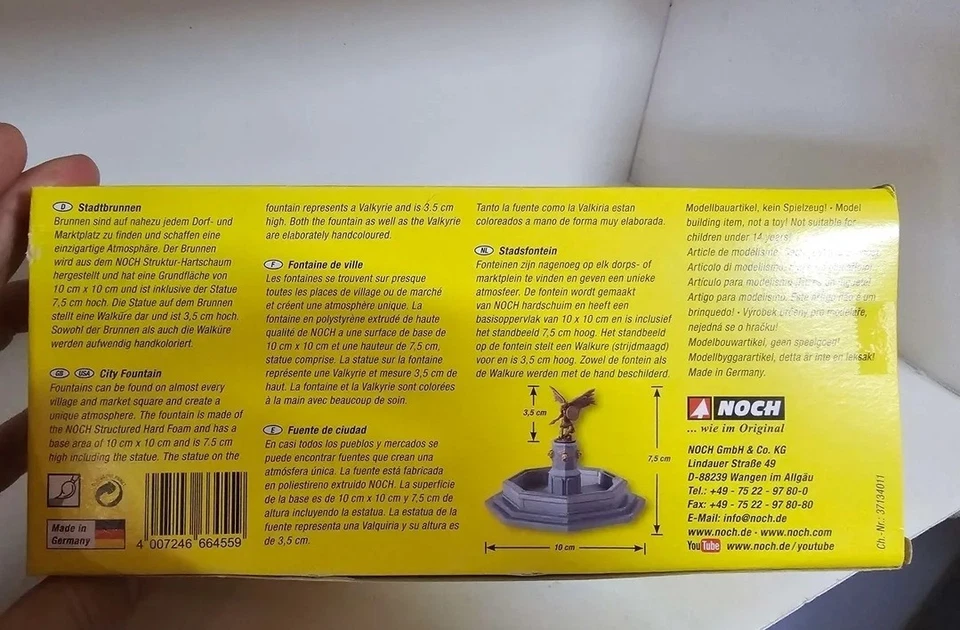 D Stadtbrunnen
Brunnen sind auf nahezu jedem Dorf- und
Marktplatz zu finden und schaffen eine
einzigartige Atmosphäre. Der Brunnen
wird aus dem NOCH Struktur-Hartschaum
hergestellt und hat eine Grundfläche von
10 cm x 10 cm und ist inklusive der Statue
7,5 cm hoch. Die Statue auf dem Brunnen
stellt eine Walküre dar und ist 3,5 cm hoch.
Sowohl der Brunnen als auch die Walküre
werden aufwendig handkoloriert.
GB USA City Fountain
Fountains can be found on almost every
village and market square and create a
unique atmosphere. The fountain is made of
the NOCH Structured Hard Foam and has a
base area of 10 cm x 10 cm and is 7.5 cm
high including the statue. The statue on the
Made in
Germany
4 007246 664559
fountain represents a Valkyrie and is 3.5 cm
high. Both the fountain as well as the Valkyrie
are elaborately handcoloured.
F Fontaine de ville
Les fontaines se trouvent sur presque
toutes les places de village ou de marché
et créent une atmosphère unique. La
fontaine en polystyrène extrudé de haute
qualité de NOCH a une surface de base de
10 cm x 10 cm et une hauteur de 7,5 cm,
statue comprise. La statue sur la fontaine
représente une Valkyrie et mesure 3,5 cm de
haut. La fontaine et la Valkyrie sont colorées
à la main avec beaucoup de soin.
E Fuente de ciudad
En casi todos los pueblos y mercados se
puede encontrar fuentes que crean una
atmósfera única. La fuente está fabricada
en poliestireno extruido NOCH. La superficie
de la base es de 10 cm x 10 cm y 7,5 cm de
altura incluyendo la estatua. La estatua de la
fuente representa una Valquiria y su altura es
de 3,5 cm.
Tanto la fuente como la Valkiria estan
coloreados a mano de forma muy elaborada.
NL Stadsfontein
Fonteinen zijn nagenoeg op elk dorps- of
marktplein te vinden en geven een unieke
atmosfeer. De fontein wordt gemaakt
van NOCH hardschuim en heeft een
basisoppervlak van 10 x 10 cm en is inclusief
het standbeeld 7,5 cm hoog. Het standbeeld
op de fontein stelt een Walkure (strijdmaagd)
voor en is 3,5 cm hoog. Zowel de fontein als
de Walkure werden met de hand beschilderd.
3,5 cm
7,5 cm
10 cm
Modellbauartikel, kein Spielzeug! • Model
building item, not a toy! Not suitable for
children under 14 years!
Article de modélisme
Articolo di modellismo
Artículo para modelismo
Artigo para modelismo. Este artigo não é um
brinquedo! • Výrobek určený pro modeláře,
nejedná se o hračku!
Modelbouwartikel, geen speelgoed!
Modellbyggarartikel, detta är inte en leksak!
Made in Germany.
NOCH
... wie im Original
NOCH GmbH & Co. KG
Lindauer Straße 49
D-88239 Wangen im Allgäu
Tel.: +49 - 75 22 - 97 80-0
Fax: +49 - 75 22 - 97 80-80
E-Mail: info@noch.de
www.noch.de - www.noch.com
YouTube www.noch.de/youtube
Ch.-Nr. 37134011